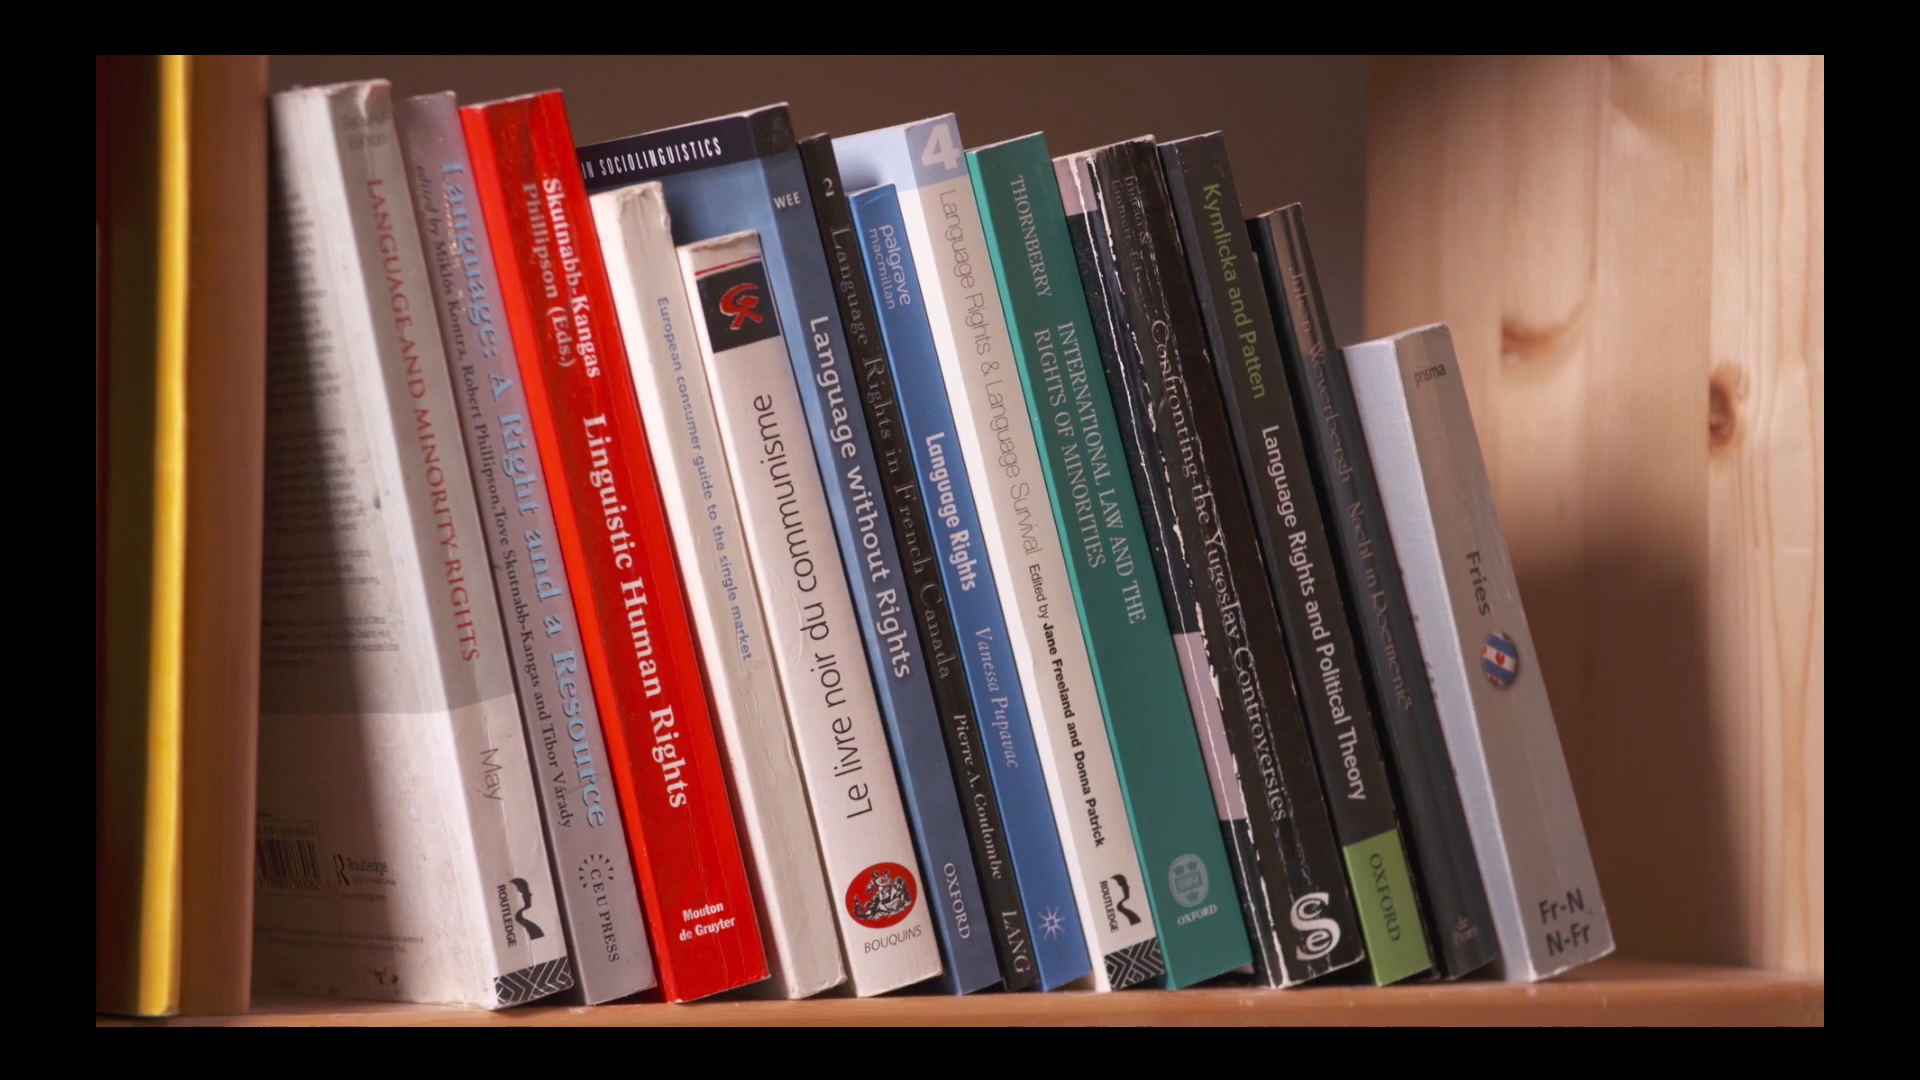 LANGUAGE AND MINORITY RIGHTS
May
ROUTLEDGE
Routledge
Language: A Right and a Resource
edited by Miklós Kontra, Robert Phillipson, Tove Skutnabb-Kangas and Tibor Várady
CEU PRESS
Skutnabb-Kangas
Phillipson (Eds.)
Linguistic Human Rights
Mouton
de Gruyter
European consumer guide to the single market
Le livre noir du communisme
BOUQUINS
IN SOCIOLINGUISTICS
WEE
Language without Rights
OXFORD
2
Language Rights in French Canada
Pierre A. Coulombe
LANG
palgrave
macmillan
Language Rights
Vanessa Pupavac
4
Language Rights & Language Survival
Edited by Jane Freeland and Donna Patrick
ROUTLEDGE
THORNBERRY
INTERNATIONAL LAW AND THE
RIGHTS OF MINORITIES
OXFORD
Confronting the Yugoslav Controversies
Kymlicka and Patten
Language Rights and Political Theory
OXFORD
Julien Weverbergh
prisma
Fries
Fr-N
N-Fr